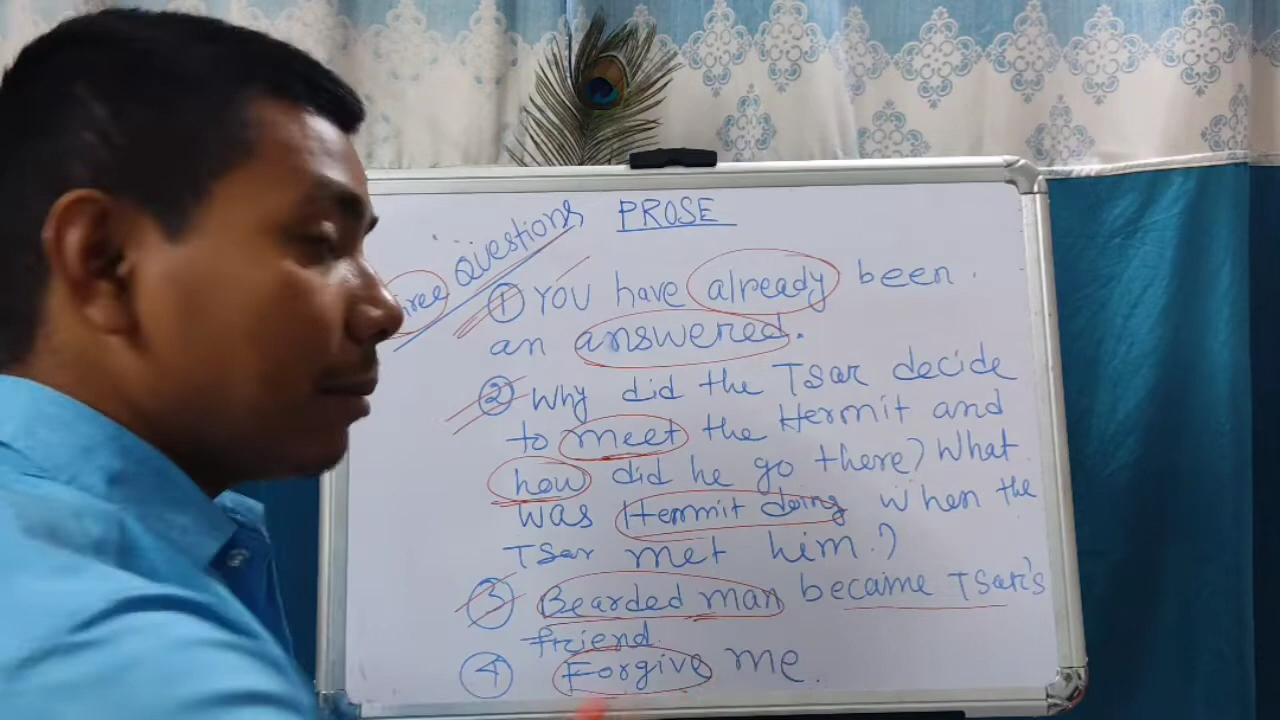 PROSE
Questions
① You have already been
an answered.
② Why did the Tsar decide
to meet the Hermit and
how did he go there? What
was Hermit doing when the
Tsar met him?
③ Bearded man became Tsar's
friend.
④ Forgive me.